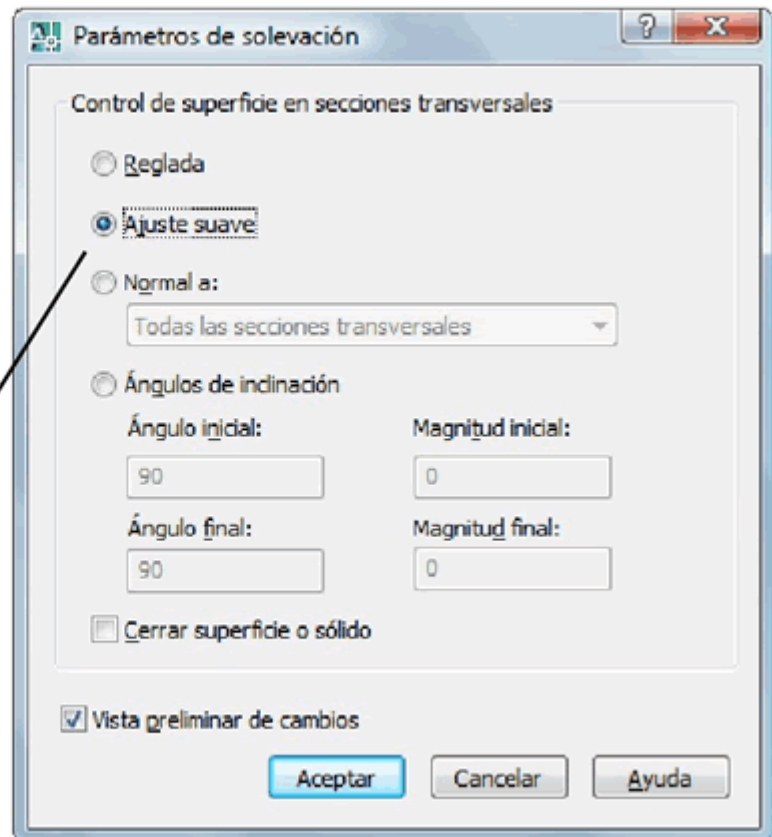 Parámetros de solevación
Control de superficie en secciones transversales
Reglada
Ajuste suave
Normal a:
Todas las secciones transversales
Ángulos de inclinación
Ángulo inicial: Magnitud inicial:
90 0
Ángulo final: Magnitud final:
90 0
Cerrar superficie o sólido
Vista preliminar de cambios
Aceptar Cancelar Ayuda